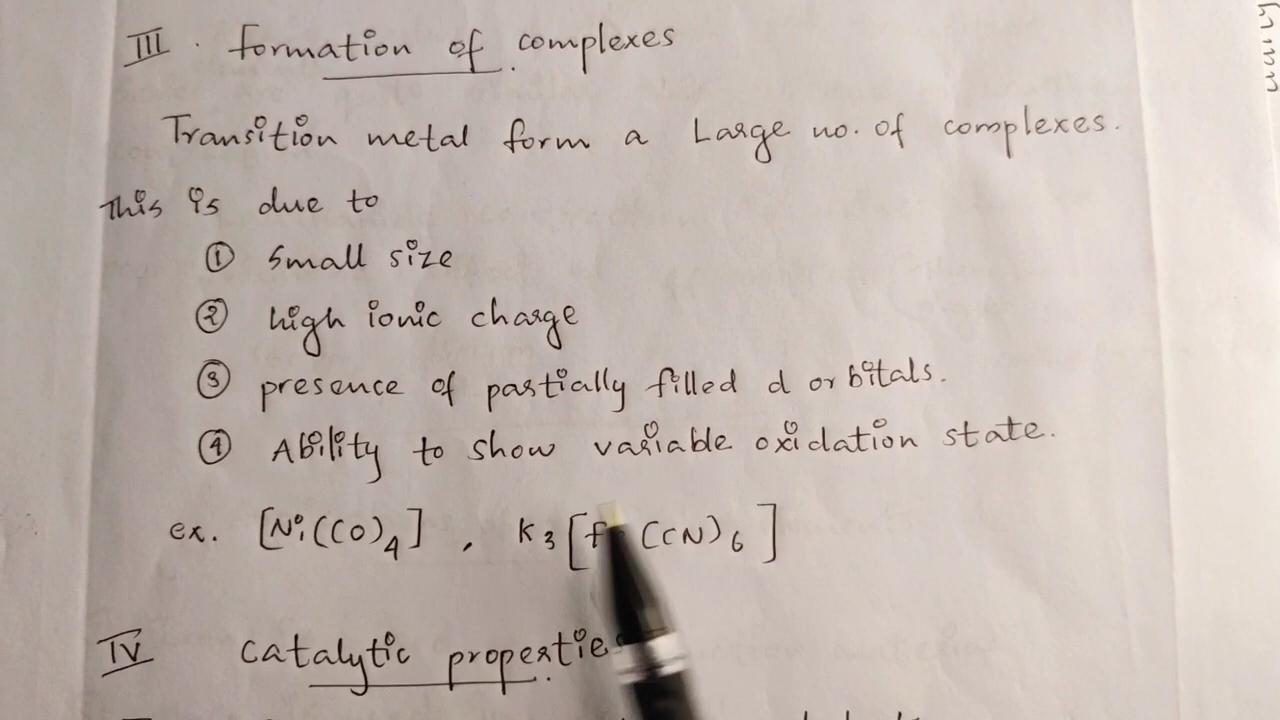 III. formation of complexes
Transition metal form a Large no. of complexes.
This is due to
① Small size
② high ionic charge
③ presence of partially filled d orbitals.
④ Ability to show variable oxidation state.
ex. [Ni(CO)4] , K3[Fe(CN)6]
IV Catalytic properties.